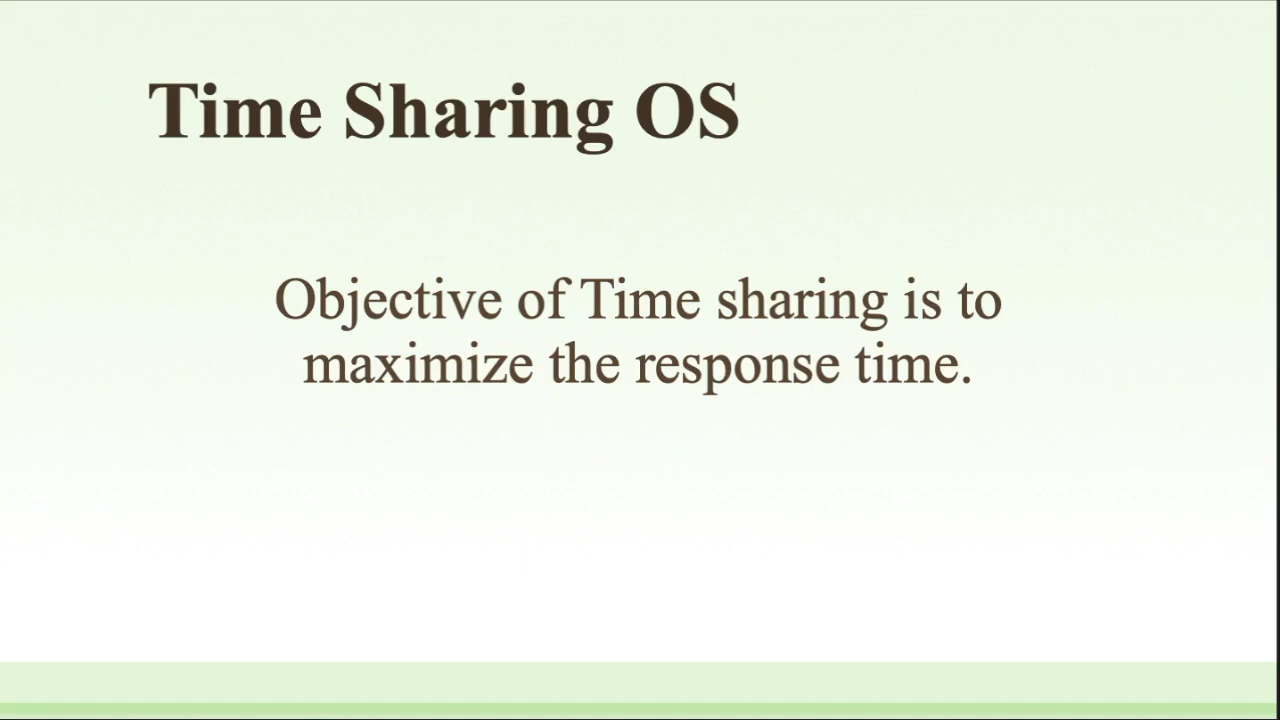 Time Sharing OS
Objective of Time sharing is to
maximize the response time.